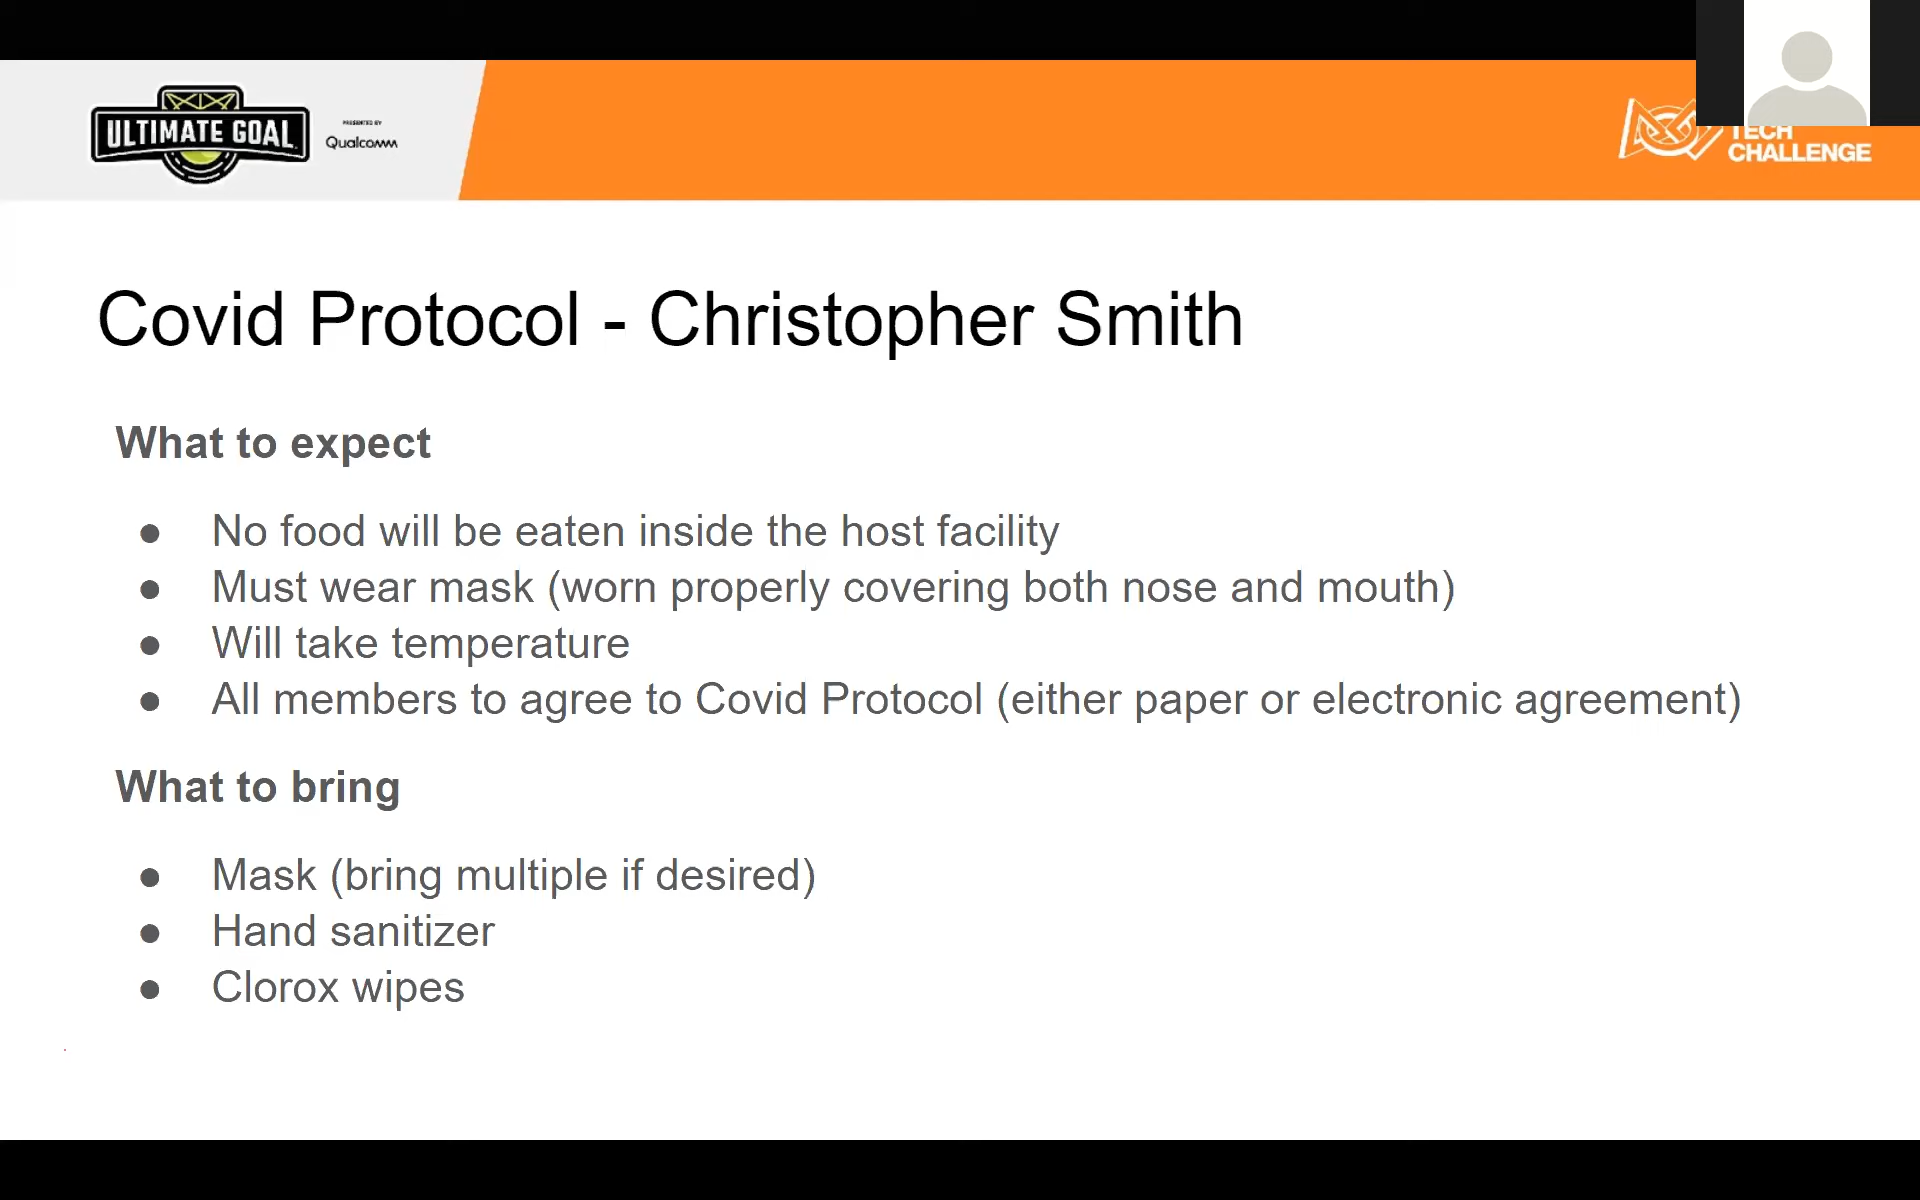 ULTIMATE GOAL
PRESENTED BY
Qualcomm
TECH
CHALLENGE
Covid Protocol - Christopher Smith
What to expect
● No food will be eaten inside the host facility
● Must wear mask (worn properly covering both nose and mouth)
● Will take temperature
● All members to agree to Covid Protocol (either paper or electronic agreement)
What to bring
● Mask (bring multiple if desired)
● Hand sanitizer
● Clorox wipes